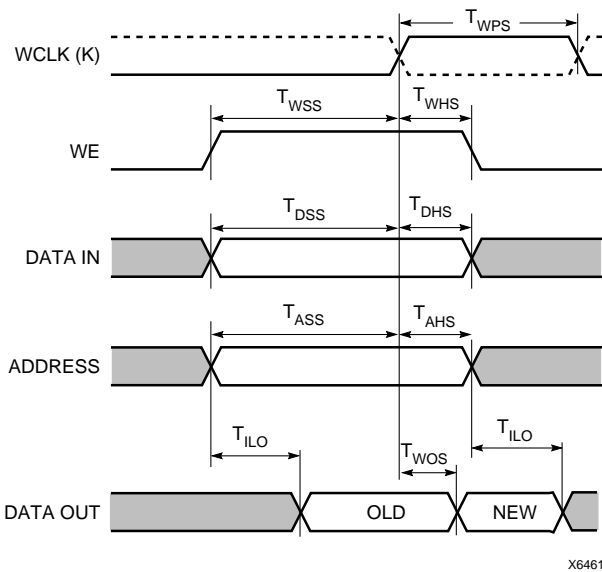 T_WPS
WCLK (K)
T_WSS T_WHS
WE
T_DSS T_DHS
DATA IN
T_ASS T_AHS
ADDRESS
T_ILO T_WOS T_ILO
DATA OUT OLD NEW
X6461